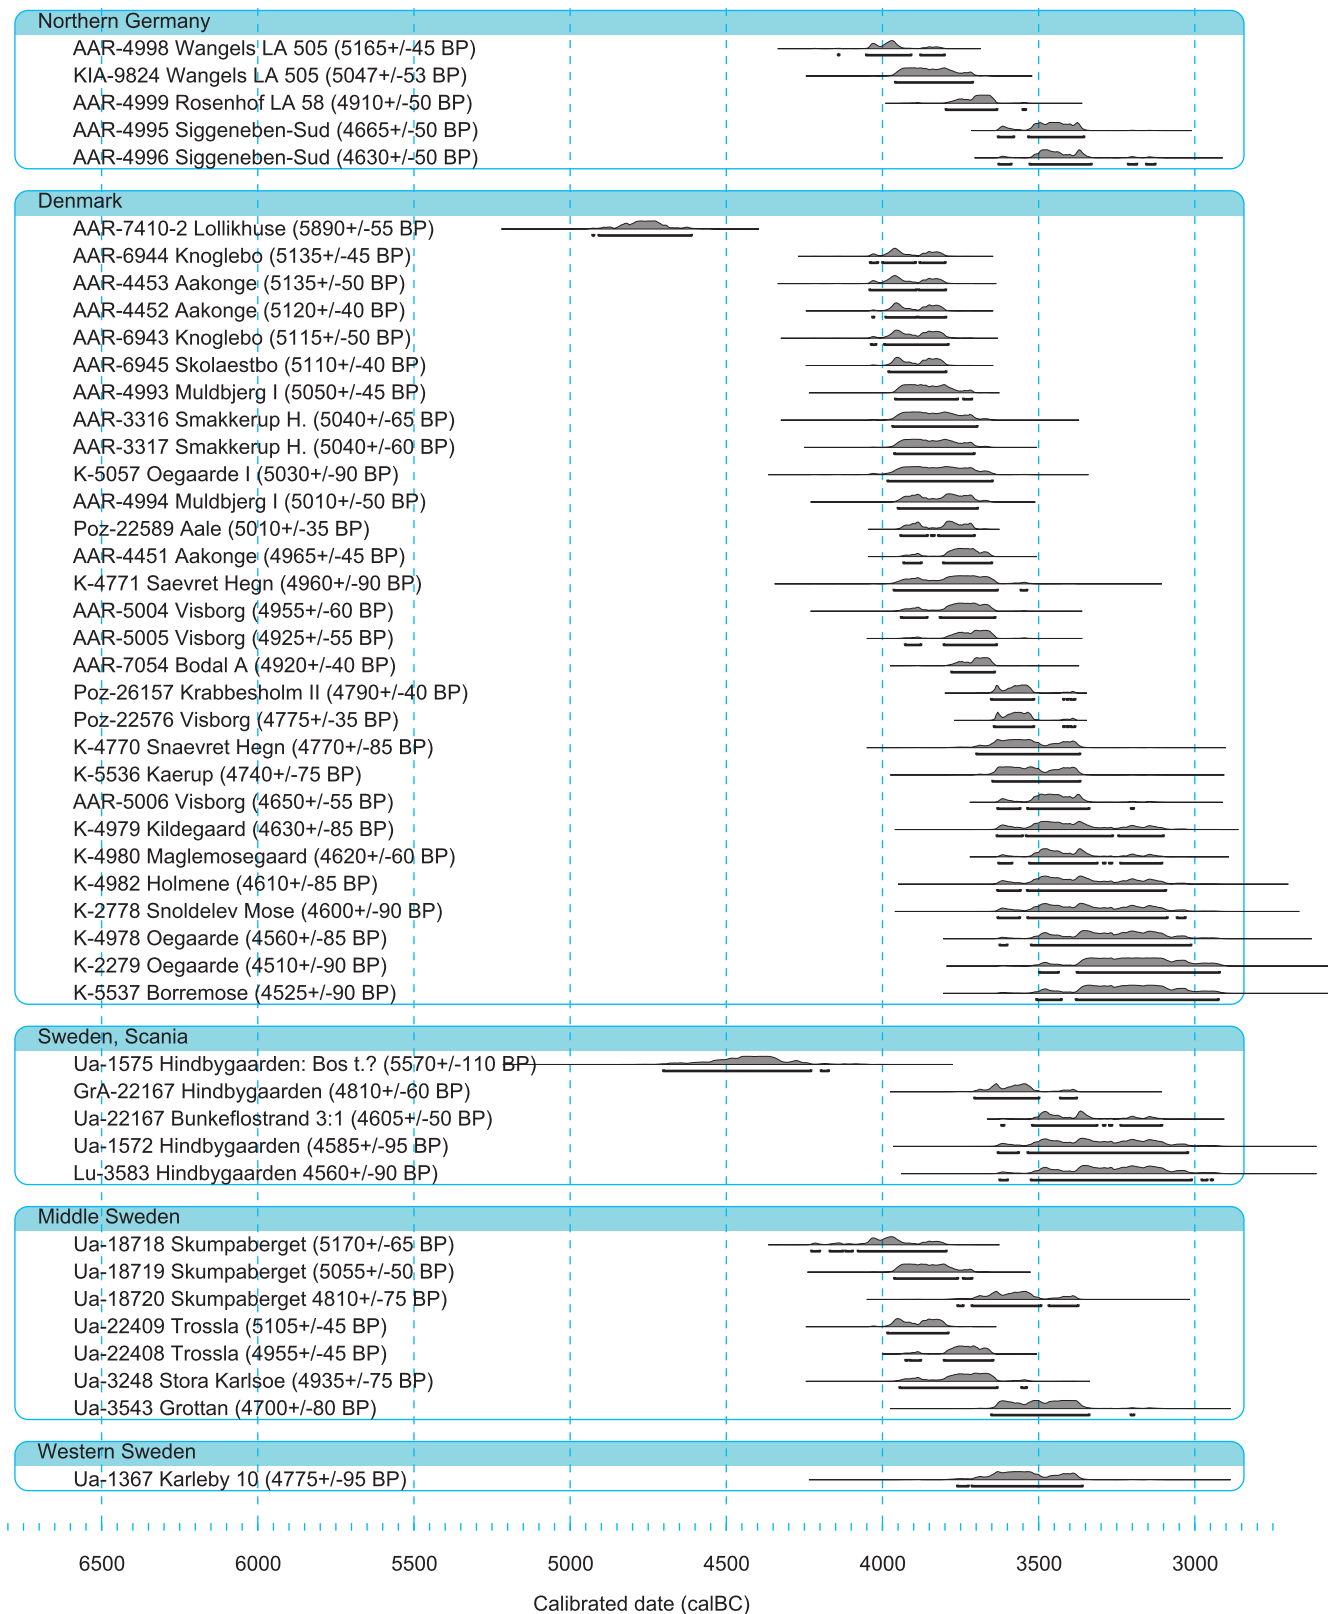 Northern Germany
AAR-4998 Wangels LA 505 (5165+/-45 BP)
KIA-9824 Wangels LA 505 (5047+/-53 BP)
AAR-4999 Rosenhof LA 58 (4910+/-50 BP)
AAR-4995 Siggeneben-Sud (4665+/-50 BP)
AAR-4996 Siggeneben-Sud (4630+/-50 BP)
Denmark
AAR-7410-2 Lollikhuse (5890+/-55 BP)
AAR-6944 Knoglebo (5135+/-45 BP)
AAR-4453 Aakonge (5135+/-50 BP)
AAR-4452 Aakonge (5120+/-40 BP)
AAR-6943 Knoglebo (5115+/-50 BP)
AAR-6945 Skolaestbo (5110+/-40 BP)
AAR-4993 Muldbjerg I (5050+/-45 BP)
AAR-3316 Smakkerup H. (5040+/-65 BP)
AAR-3317 Smakkerup H. (5040+/-60 BP)
K-5057 Oegaarde I (5030+/-90 BP)
AAR-4994 Muldbjerg I (5010+/-50 BP)
Poz-22589 Aale (5010+/-35 BP)
AAR-4451 Aakonge (4965+/-45 BP)
K-4771 Saevret Hegn (4960+/-90 BP)
AAR-5004 Visborg (4955+/-60 BP)
AAR-5005 Visborg (4925+/-55 BP)
AAR-7054 Bodal A (4920+/-40 BP)
Poz-26157 Krabbesholm II (4790+/-40 BP)
Poz-22576 Visborg (4775+/-35 BP)
K-4770 Snaevret Hegn (4770+/-85 BP)
K-5536 Kaerup (4740+/-75 BP)
AAR-5006 Visborg (4650+/-55 BP)
K-4979 Kildegaard (4630+/-85 BP)
K-4980 Maglemosegaard (4620+/-60 BP)
K-4982 Holmene (4610+/-85 BP)
K-2778 Snoldelev Mose (4600+/-90 BP)
K-4978 Oegaarde (4560+/-85 BP)
K-2279 Oegaarde (4510+/-90 BP)
K-5537 Borremose (4525+/-90 BP)
Sweden, Scania
Ua-1575 Hindbygaarden: Bos t.? (5570+/-110 BP)
GrA-22167 Hindbygaarden (4810+/-60 BP)
Ua-22167 Bunkeflostrand 3:1 (4605+/-50 BP)
Ua-1572 Hindbygaarden (4585+/-95 BP)
Lu-3583 Hindbygaarden 4560+/-90 BP)
Middle Sweden
Ua-18718 Skumpaberget (5170+/-65 BP)
Ua-18719 Skumpaberget (5055+/-50 BP)
Ua-18720 Skumpaberget 4810+/-75 BP)
Ua-22409 Trossla (5105+/-45 BP)
Ua-22408 Trossla (4955+/-45 BP)
Ua-3248 Stora Karlsoe (4935+/-75 BP)
Ua-3543 Grottan (4700+/-80 BP)
Western Sweden
Ua-1367 Karleby 10 (4775+/-95 BP)
6500 6000 5500 5000 4500 4000 3500 3000
Calibrated date (calBC)